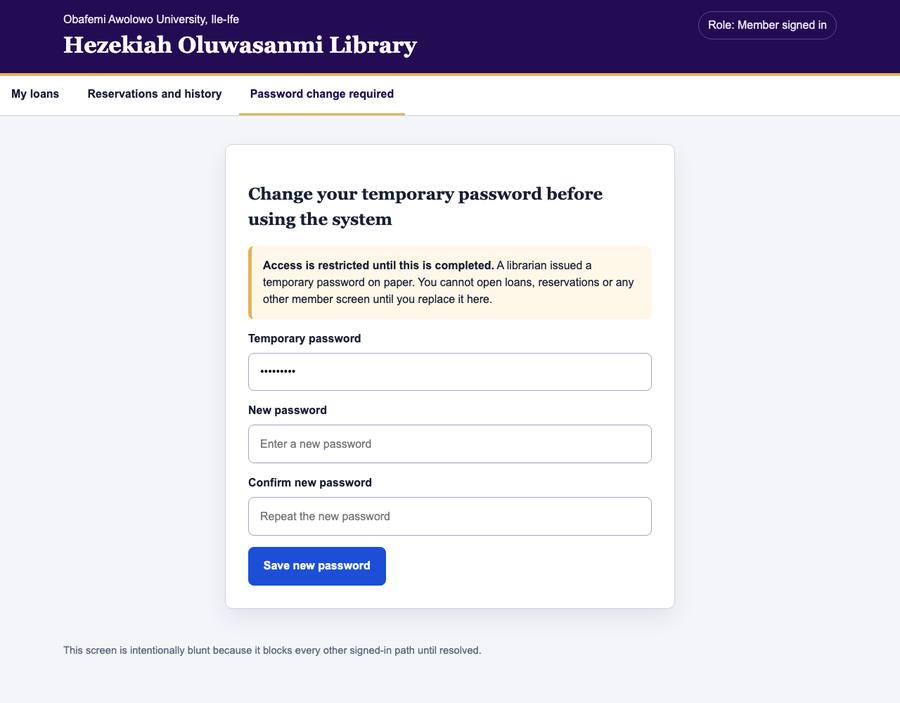 Obafemi Awolowo University, Ile-Ife
Hezekiah Oluwasanmi Library
Role: Member signed in
My loans
Reservations and history
Password change required
Change your temporary password before
using the system
Access is restricted until this is completed. A librarian issued a
temporary password on paper. You cannot open loans, reservations or any
other member screen until you replace it here.
Temporary password
•••••••••
New password
Enter a new password
Confirm new password
Repeat the new password
Save new password
This screen is intentionally blunt because it blocks every other signed-in path until resolved.